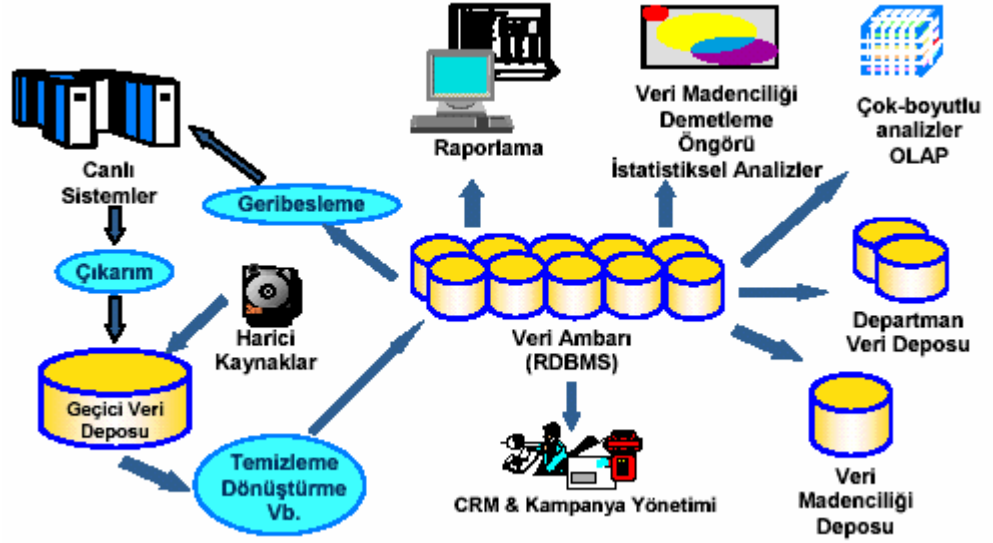 Raporlama
Veri Madenciliği
Demetleme
Öngörü
İstatistiksel Analizler
Çok-boyutlu
analizler
OLAP
Canlı
Sistemler
Geribesleme
Çıkarım
Harici
Kaynaklar
Veri Ambarı
(RDBMS)
Departman
Veri Deposu
Geçici Veri
Deposu
Temizleme
Dönüştürme
Vb.
CRM & Kampanya Yönetimi
Veri
Madenciliği
Deposu